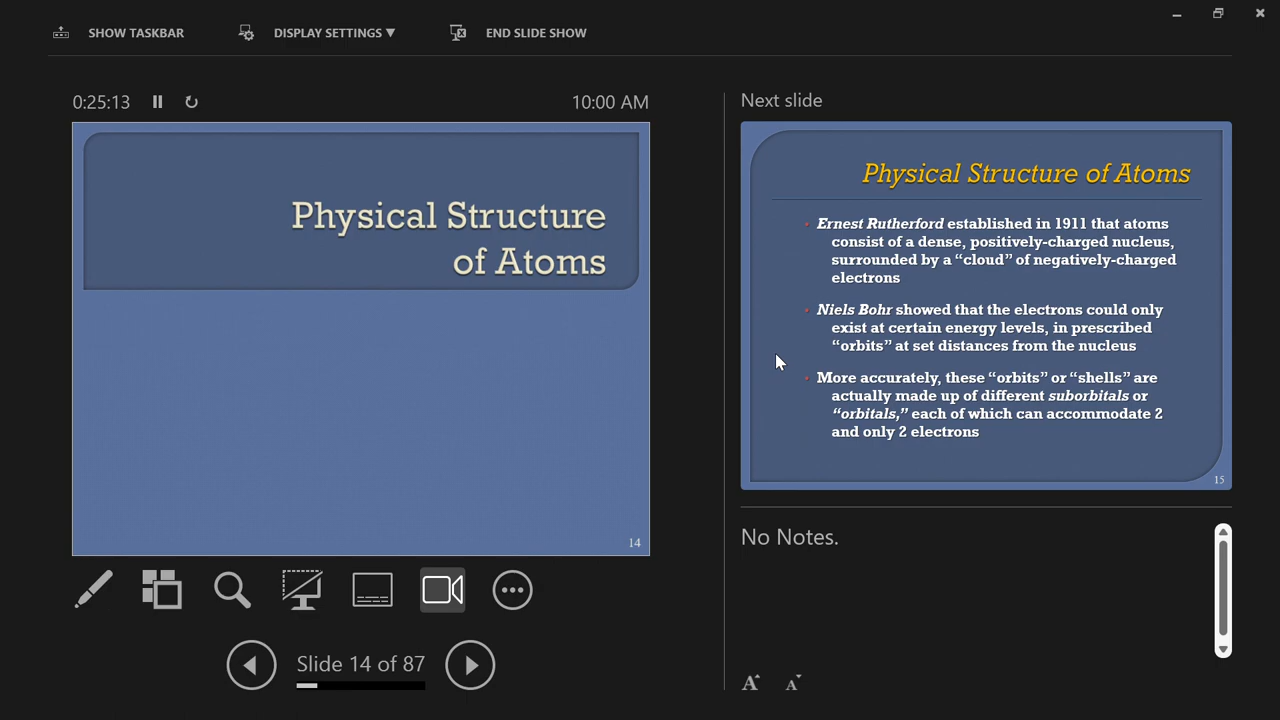 SHOW TASKBAR
DISPLAY SETTINGS ▼
END SLIDE SHOW
0:25:13
10:00 AM
Physical Structure
of Atoms
14
Next slide
Physical Structure of Atoms
Ernest Rutherford established in 1911 that atoms
consist of a dense, positively-charged nucleus,
surrounded by a “cloud” of negatively-charged
electrons
Niels Bohr showed that the electrons could only
exist at certain energy levels, in prescribed
“orbits” at set distances from the nucleus
More accurately, these “orbits” or “shells” are
actually made up of different suborbitals or
“orbitals,” each of which can accommodate 2
and only 2 electrons
15
No Notes.
Slide 14 of 87
A A